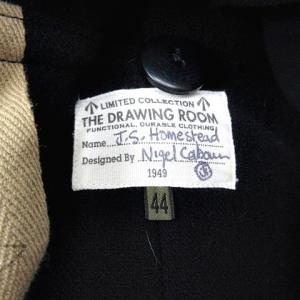 LIMITED COLLECTION
THE DRAWING ROOM
FUNCTIONAL, DURABLE CLOTHING
Name J.S. Homestead
Designed By Nigel Cabourn
1949
44